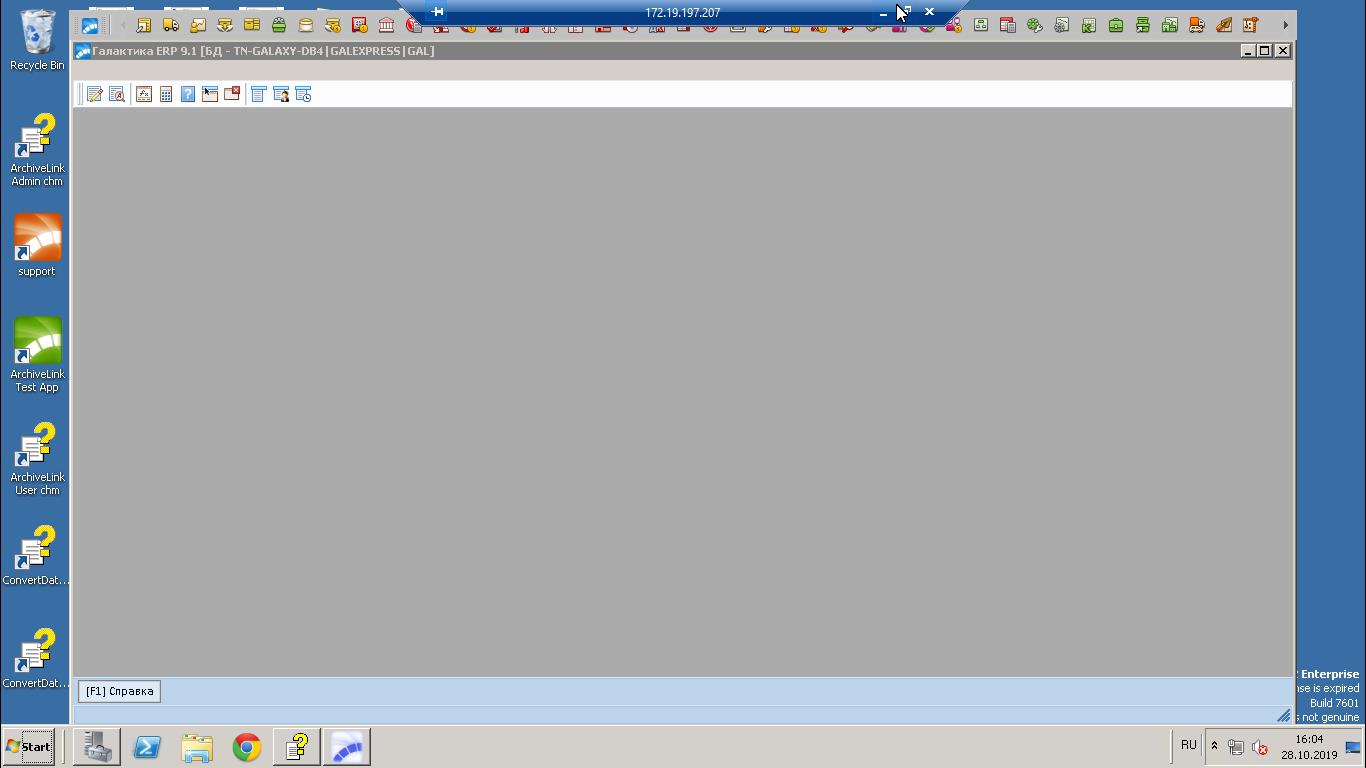 172.19.197.207
Галактика ERP 9.1 [БД - TN-GALAXY-DB4|GALEXPRESS|GAL]
Recycle Bin
ArchiveLink
Admin chm
support
ArchiveLink
Test App
ArchiveLink
User chm
ConvertDat...
ConvertDat...
[F1] Справка
Enterprise
is expired
Build 7601
not genuine
Start
RU
16:04
28.10.2019